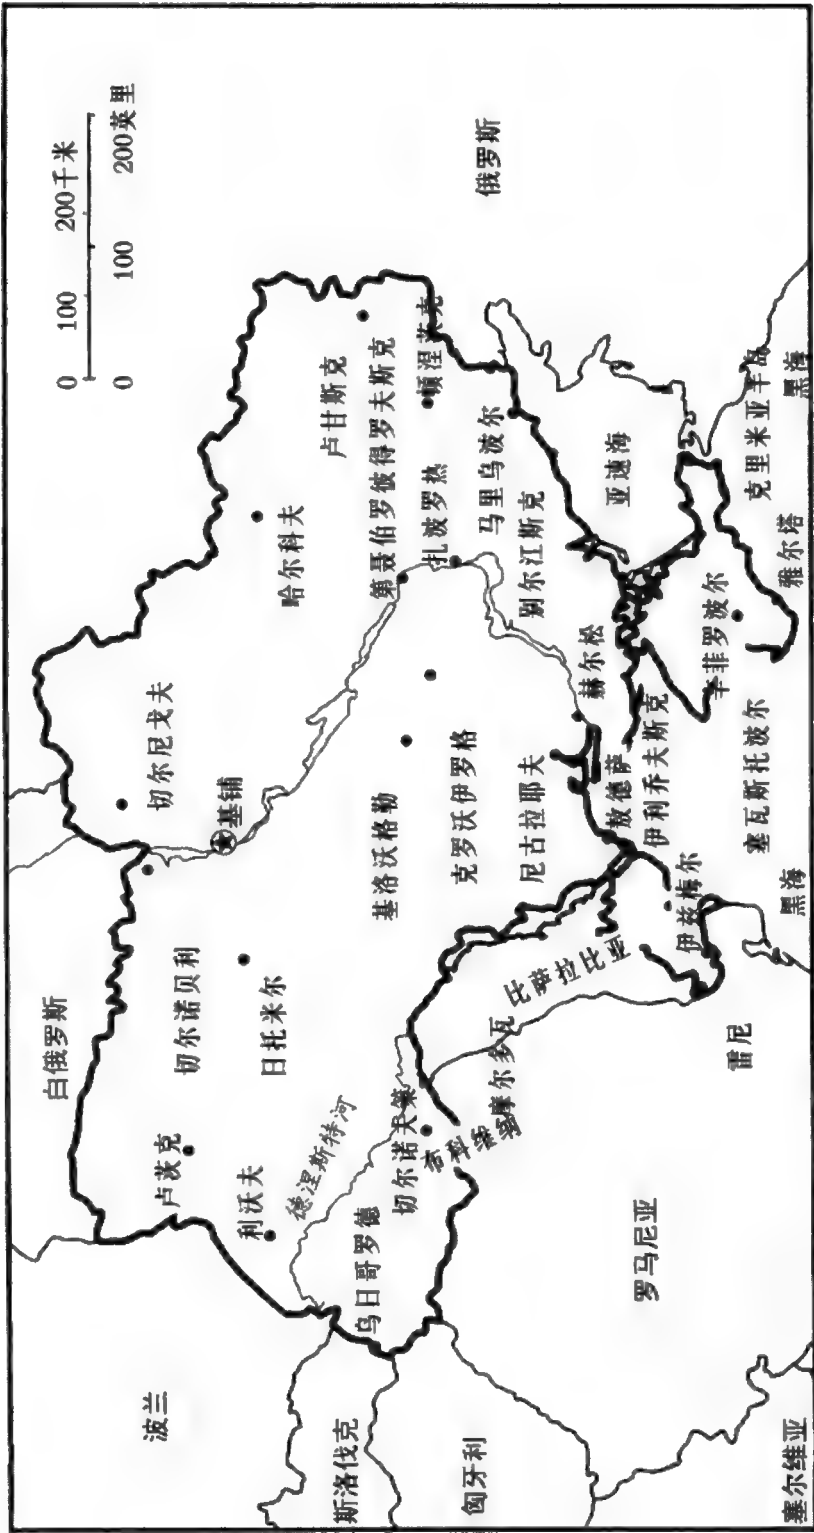 0 100 200千米
0 100 200英里
白俄罗斯
波兰
卢茨克
切尔诺贝利
切尔尼戈夫
基铺
利沃夫
日托米尔
哈尔科夫
德涅斯特河
卢甘斯克
斯洛伐克
乌日哥罗德
切尔诺夫策
基洛沃格勒
第聂伯罗彼得罗夫斯克
顿涅茨克
扎波罗热
克罗沃伊罗格
匈牙利
摩尔多瓦
比萨拉比亚
尼古拉耶夫
马里乌波尔
别尔江斯克
俄罗斯
赫尔松
敖德萨
亚速海
伊利乔夫斯克
罗马尼亚
伊兹梅尔
辛菲罗波尔
雷尼
塞瓦斯托波尔
克里米亚半岛
雅尔塔
塞尔维亚
黑海
黑海